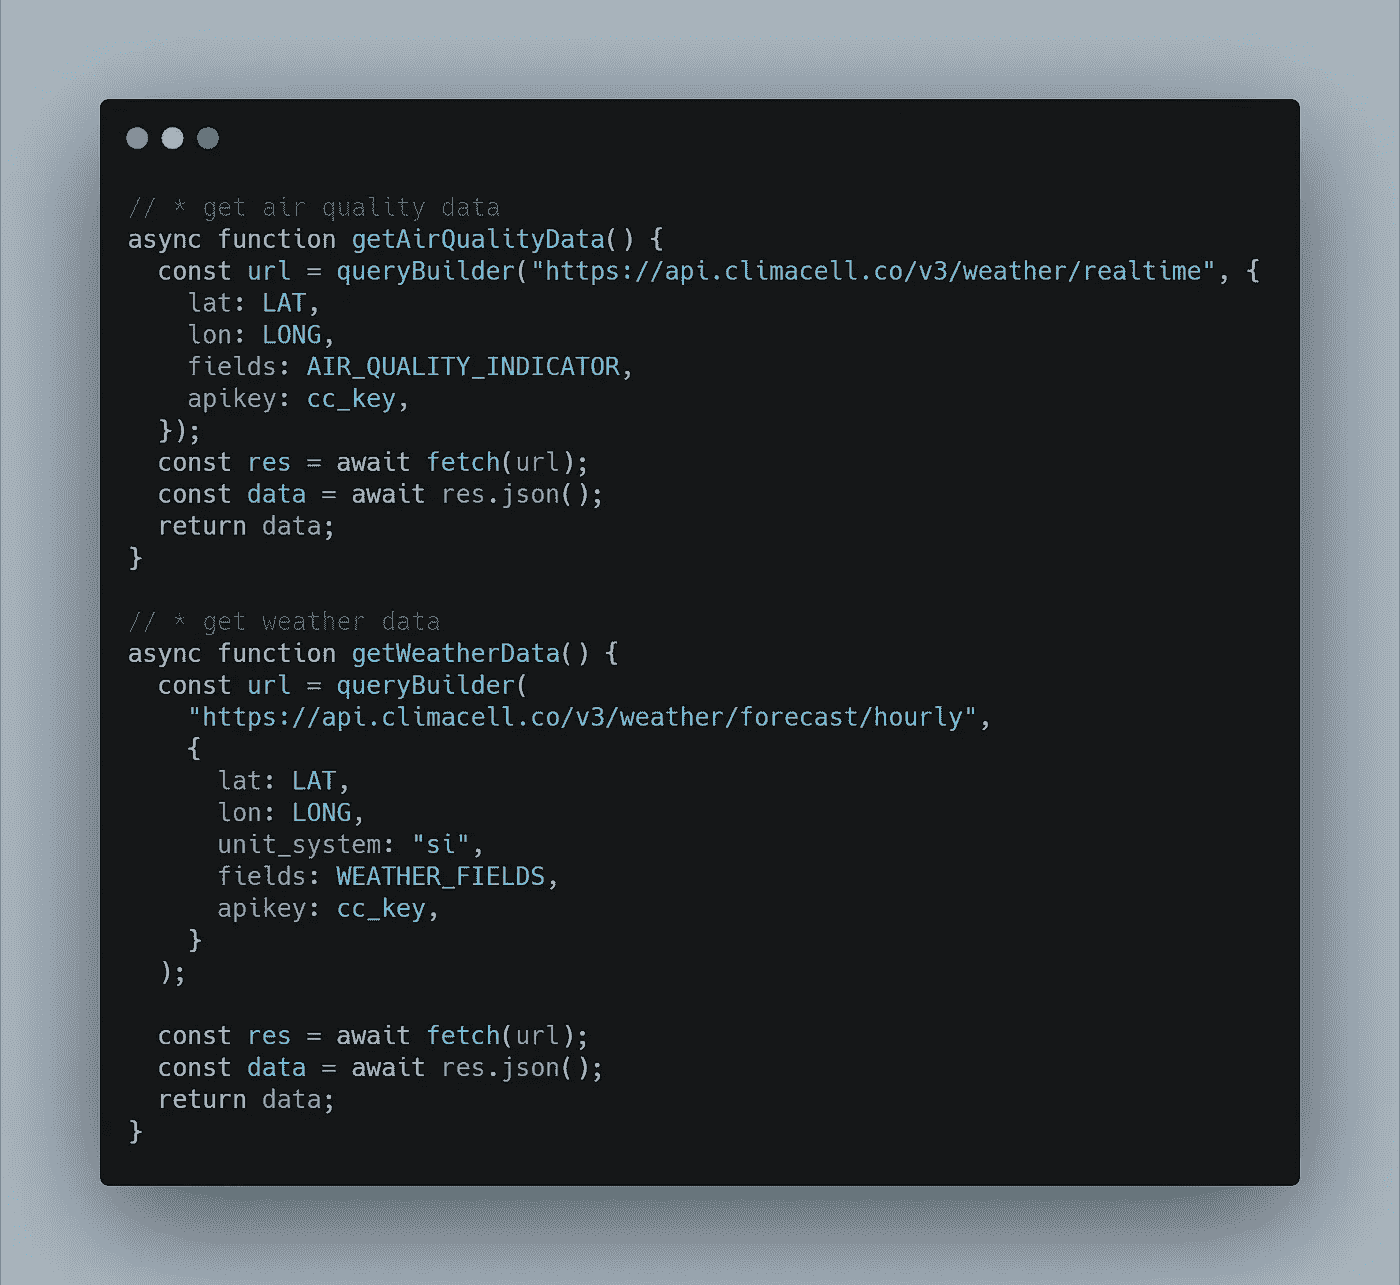 // * get air quality data
async function getAirQualityData() {
  const url = queryBuilder("https://api.climacell.co/v3/weather/realtime", {
    lat: LAT,
    lon: LONG,
    fields: AIR_QUALITY_INDICATOR,
    apikey: cc_key,
  });
  const res = await fetch(url);
  const data = await res.json();
  return data;
}

// * get weather data
async function getWeatherData() {
  const url = queryBuilder(
    "https://api.climacell.co/v3/weather/forecast/hourly",
    {
      lat: LAT,
      lon: LONG,
      unit_system: "si",
      fields: WEATHER_FIELDS,
      apikey: cc_key,
    }
  );

  const res = await fetch(url);
  const data = await res.json();
  return data;
}